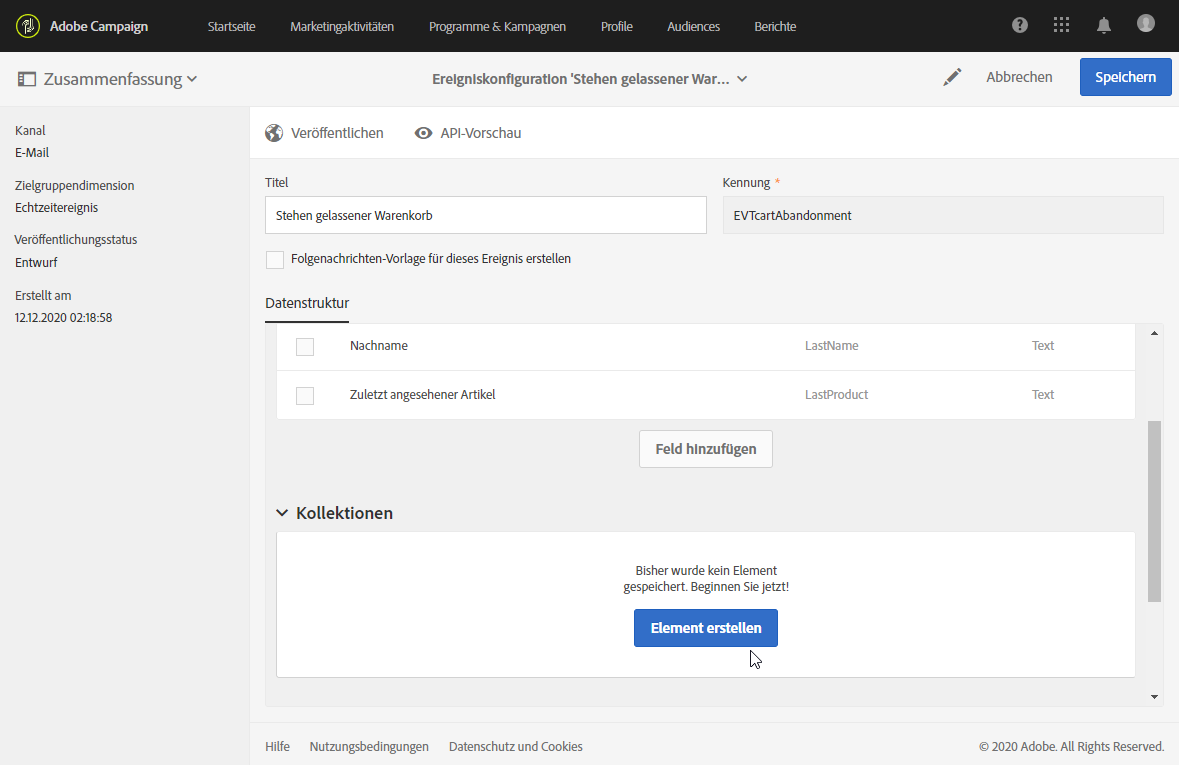 Adobe Campaign Startseite Marketingaktivitäten Programme & Kampagnen Profile Audiences Berichte
Zusammenfassung Ereigniskonfiguration 'Stehen gelassener War... Abbrechen Speichern
Kanal
E-Mail
Zielgruppendimension
Echtzeitereignis
Veröffentlichungsstatus
Entwurf
Erstellt am
12.12.2020 02:18:58
Veröffentlichen API-Vorschau
Titel Kennung *
Stehen gelassener Warenkorb EVTcartAbandonment
Folgenachrichten-Vorlage für dieses Ereignis erstellen
Datenstruktur
Nachname LastName Text
Zuletzt angesehener Artikel LastProduct Text
Feld hinzufügen
Kollektionen
Bisher wurde kein Element
gespeichert. Beginnen Sie jetzt!
Element erstellen
Hilfe Nutzungsbedingungen Datenschutz und Cookies © 2020 Adobe. All Rights Reserved.